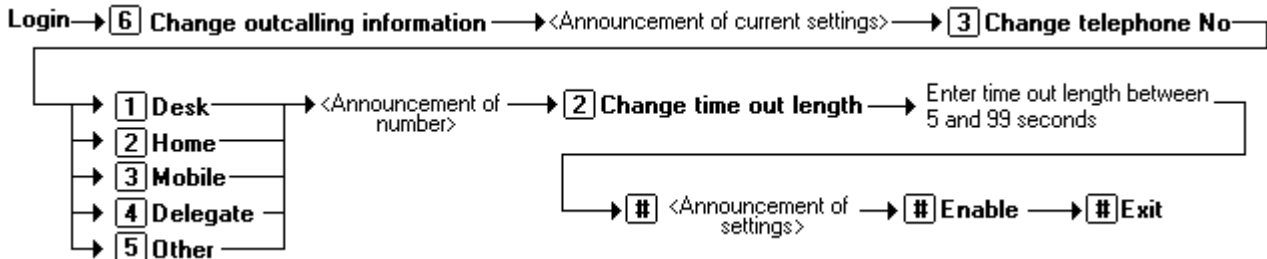 Login 6 Change outcalling information <Announcement of current settings> 3 Change telephone No
1 Desk
2 Home
3 Mobile
4 Delegate
5 Other
<Announcement of
number>
2 Change time out length
Enter time out length between
5 and 99 seconds
#
<Announcement of
settings>
# Enable
# Exit